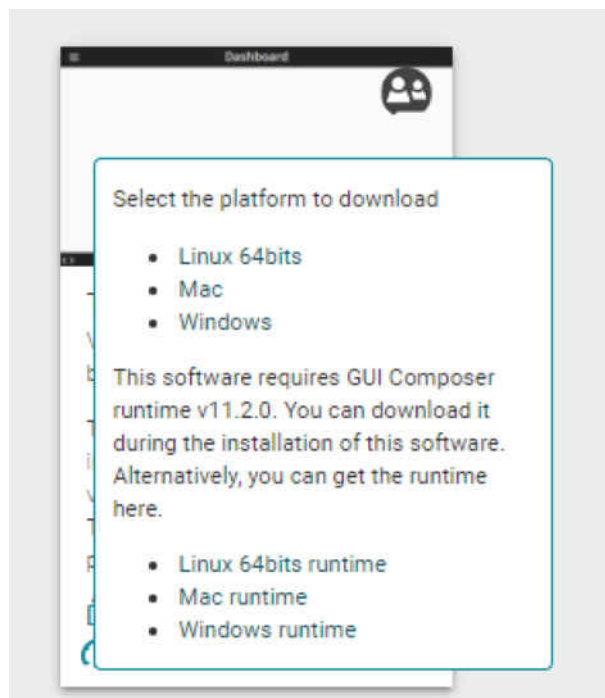 Dashboard
Select the platform to download
Linux 64bits
Mac
Windows
This software requires GUI Composer
runtime v11.2.0. You can download it
during the installation of this software.
Alternatively, you can get the runtime
here.
Linux 64bits runtime
Mac runtime
Windows runtime